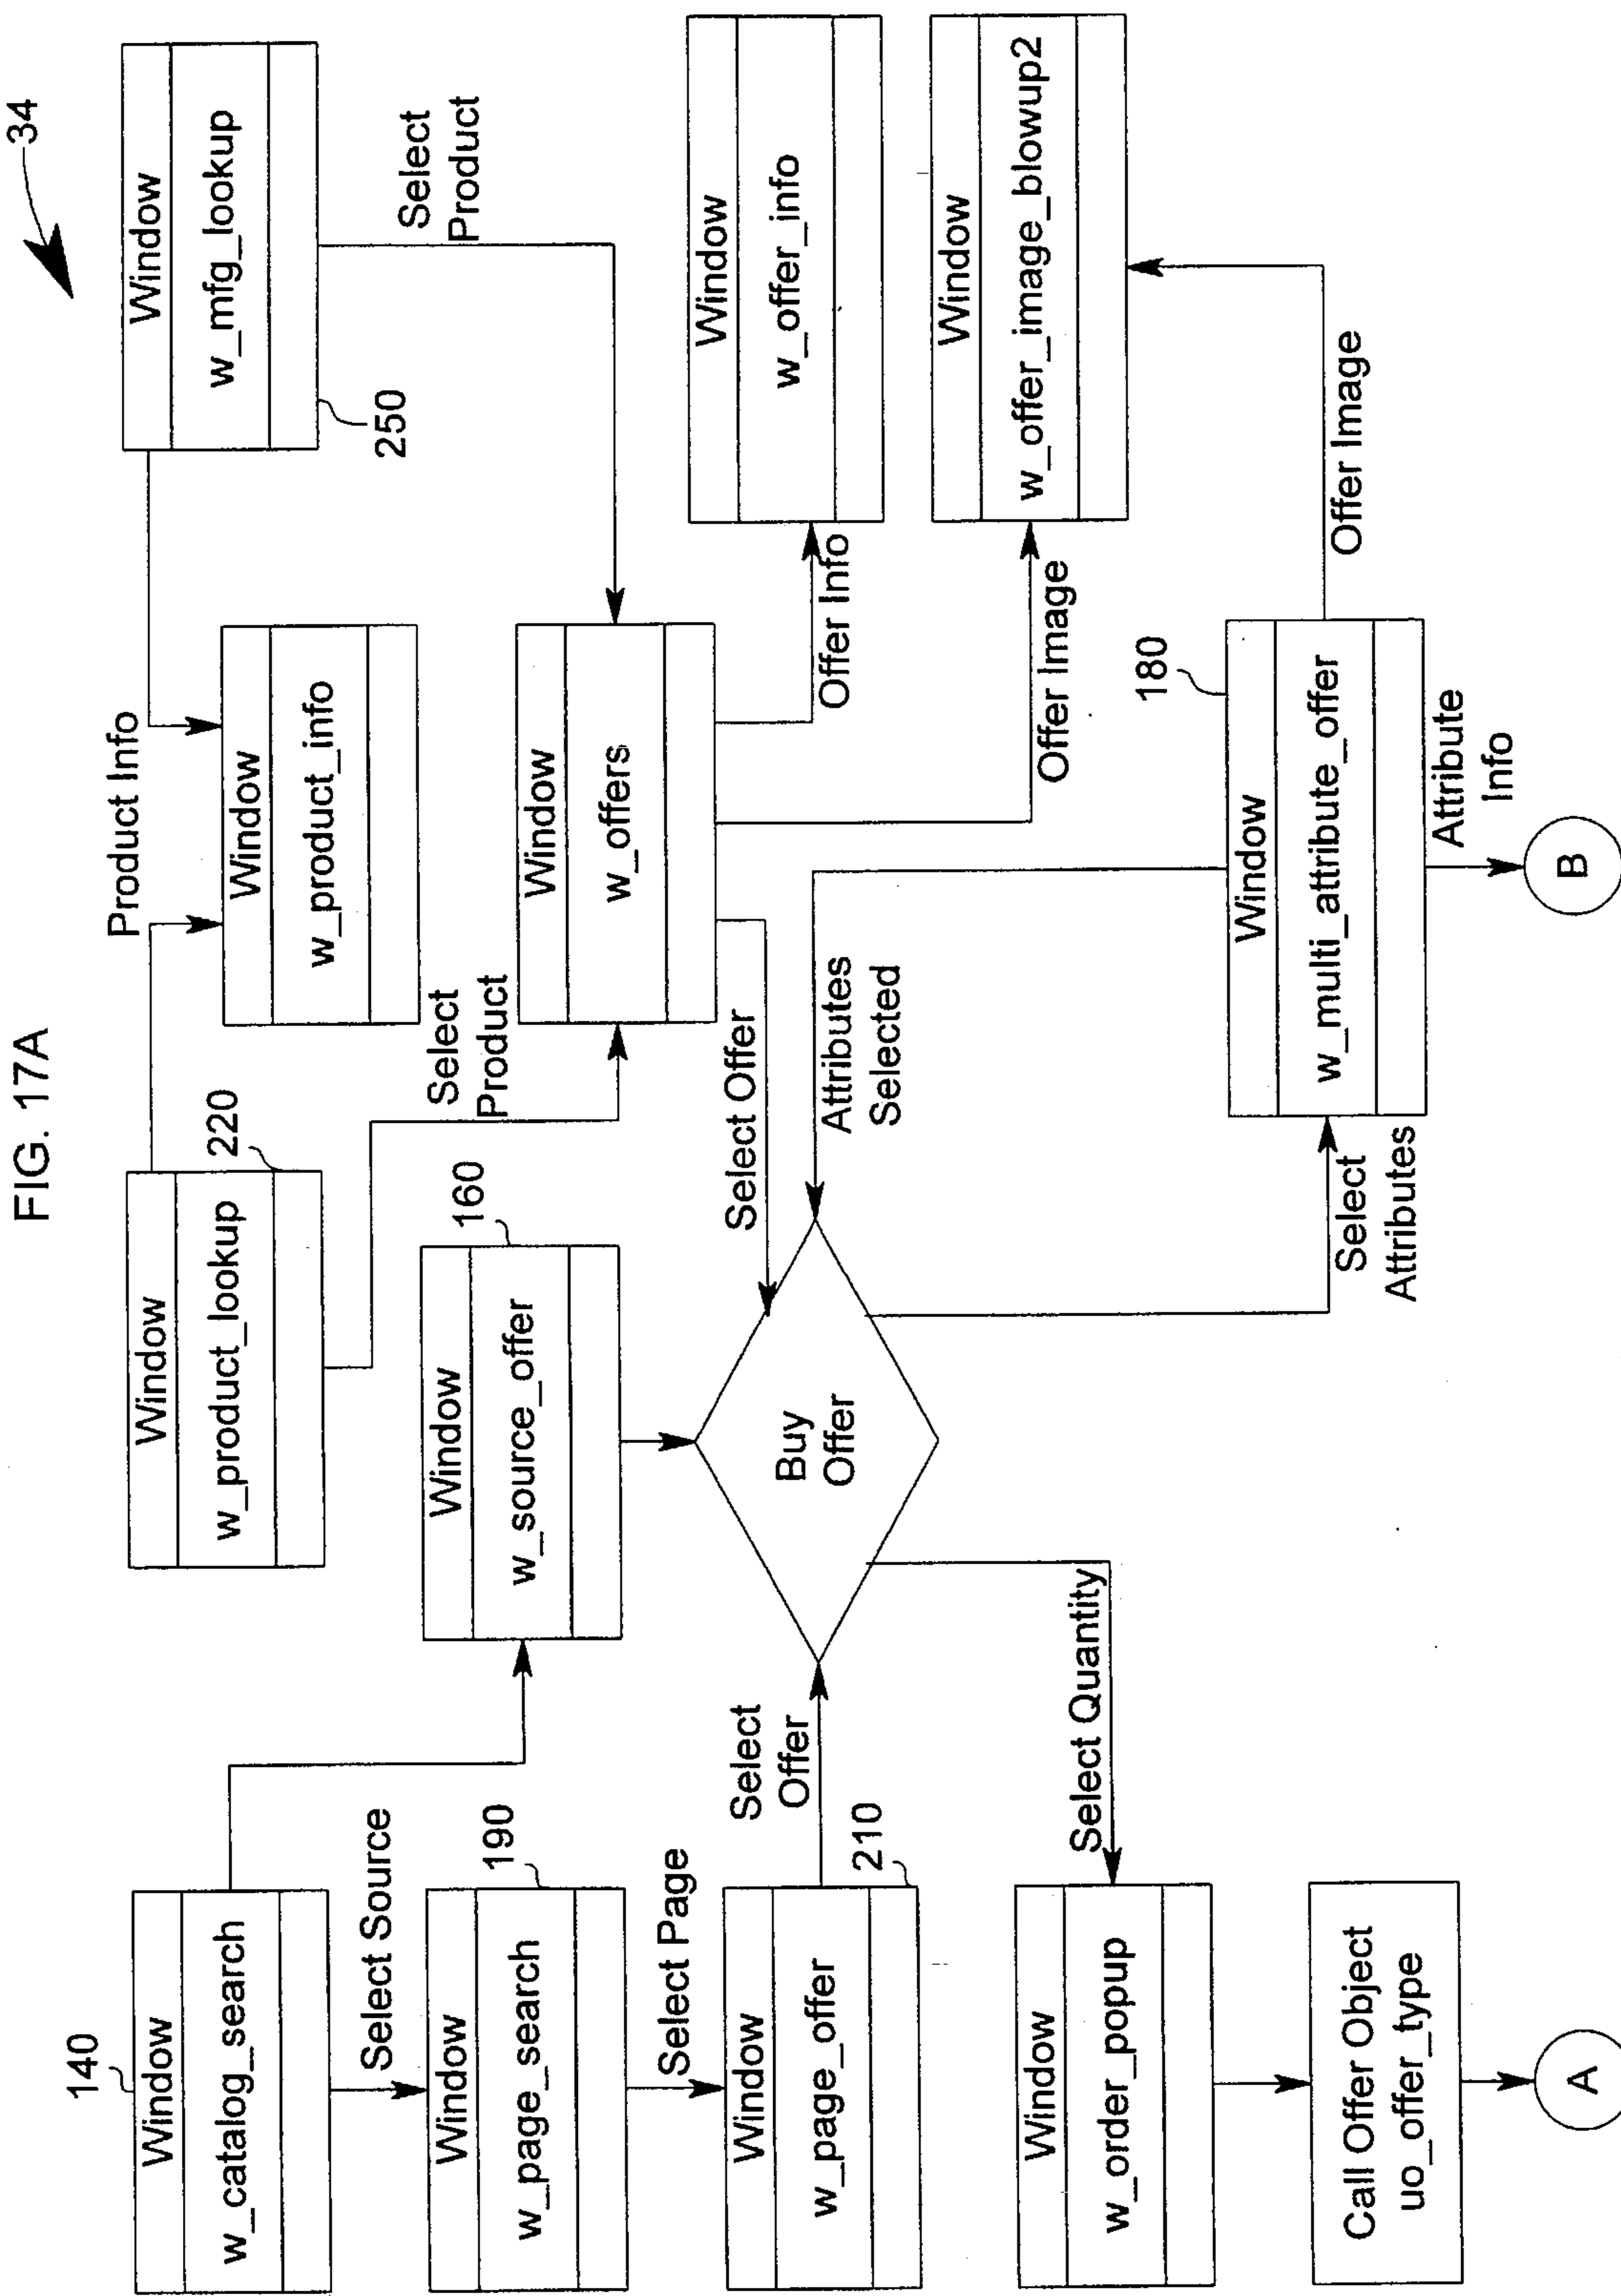 FIG. 17A
34
140
Window
w_catalog_search
Select Source
190
Window
w_page_search
Select Page
Window
w_page_offer
210
Select
Offer
Window
w_product_lookup
220
160
Window
w_source_offer
Buy
Offer
Select Quantity
Window
w_order_popup
Call Offer Object
uo_offer_type
A
Product Info
Window
w_product_info
Select
Product
Window
w_offers
Select Offer
Attributes
Selected
Select
Attributes
Window
w_mfg_lookup
250
Select
Product
Offer Info
Window
w_offer_info
Offer Image
Window
w_offer_image_blowup2
Offer Image
180
Window
w_multi_attribute_offer
Attribute
Info
B